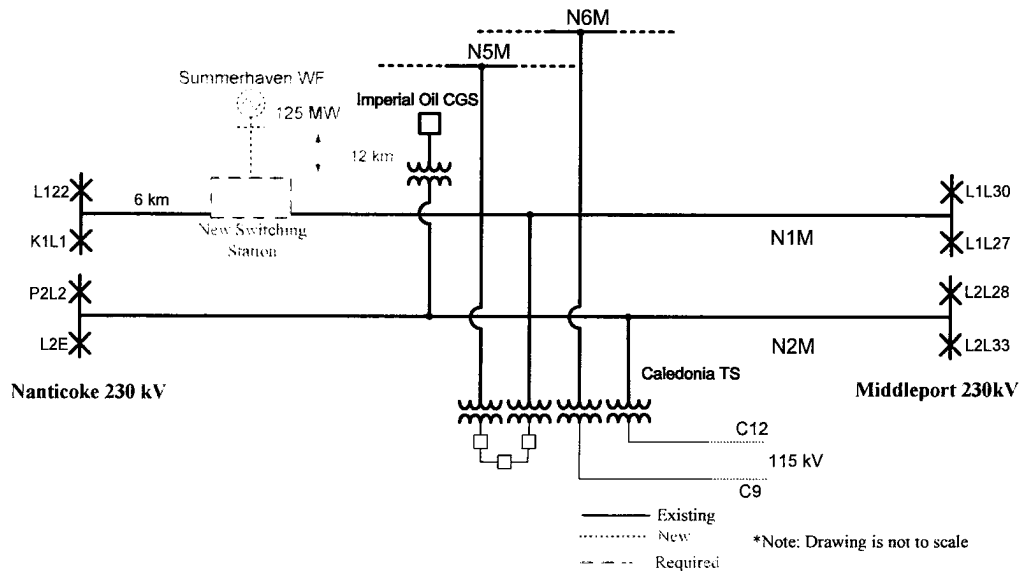 N6M
N5M
Summerhaven WF
125 MW
Imperial Oil CGS
12 km
L122
6 km
L1L30
K1L1
New Switching
Station
N1M
L1L27
P2L2
L2L28
L2E
N2M
L2L33
Nanticoke 230 kV
Caledonia TS
Middleport 230kV
C12
115 kV
C9
Existing
New
*Note: Drawing is not to scale
Required